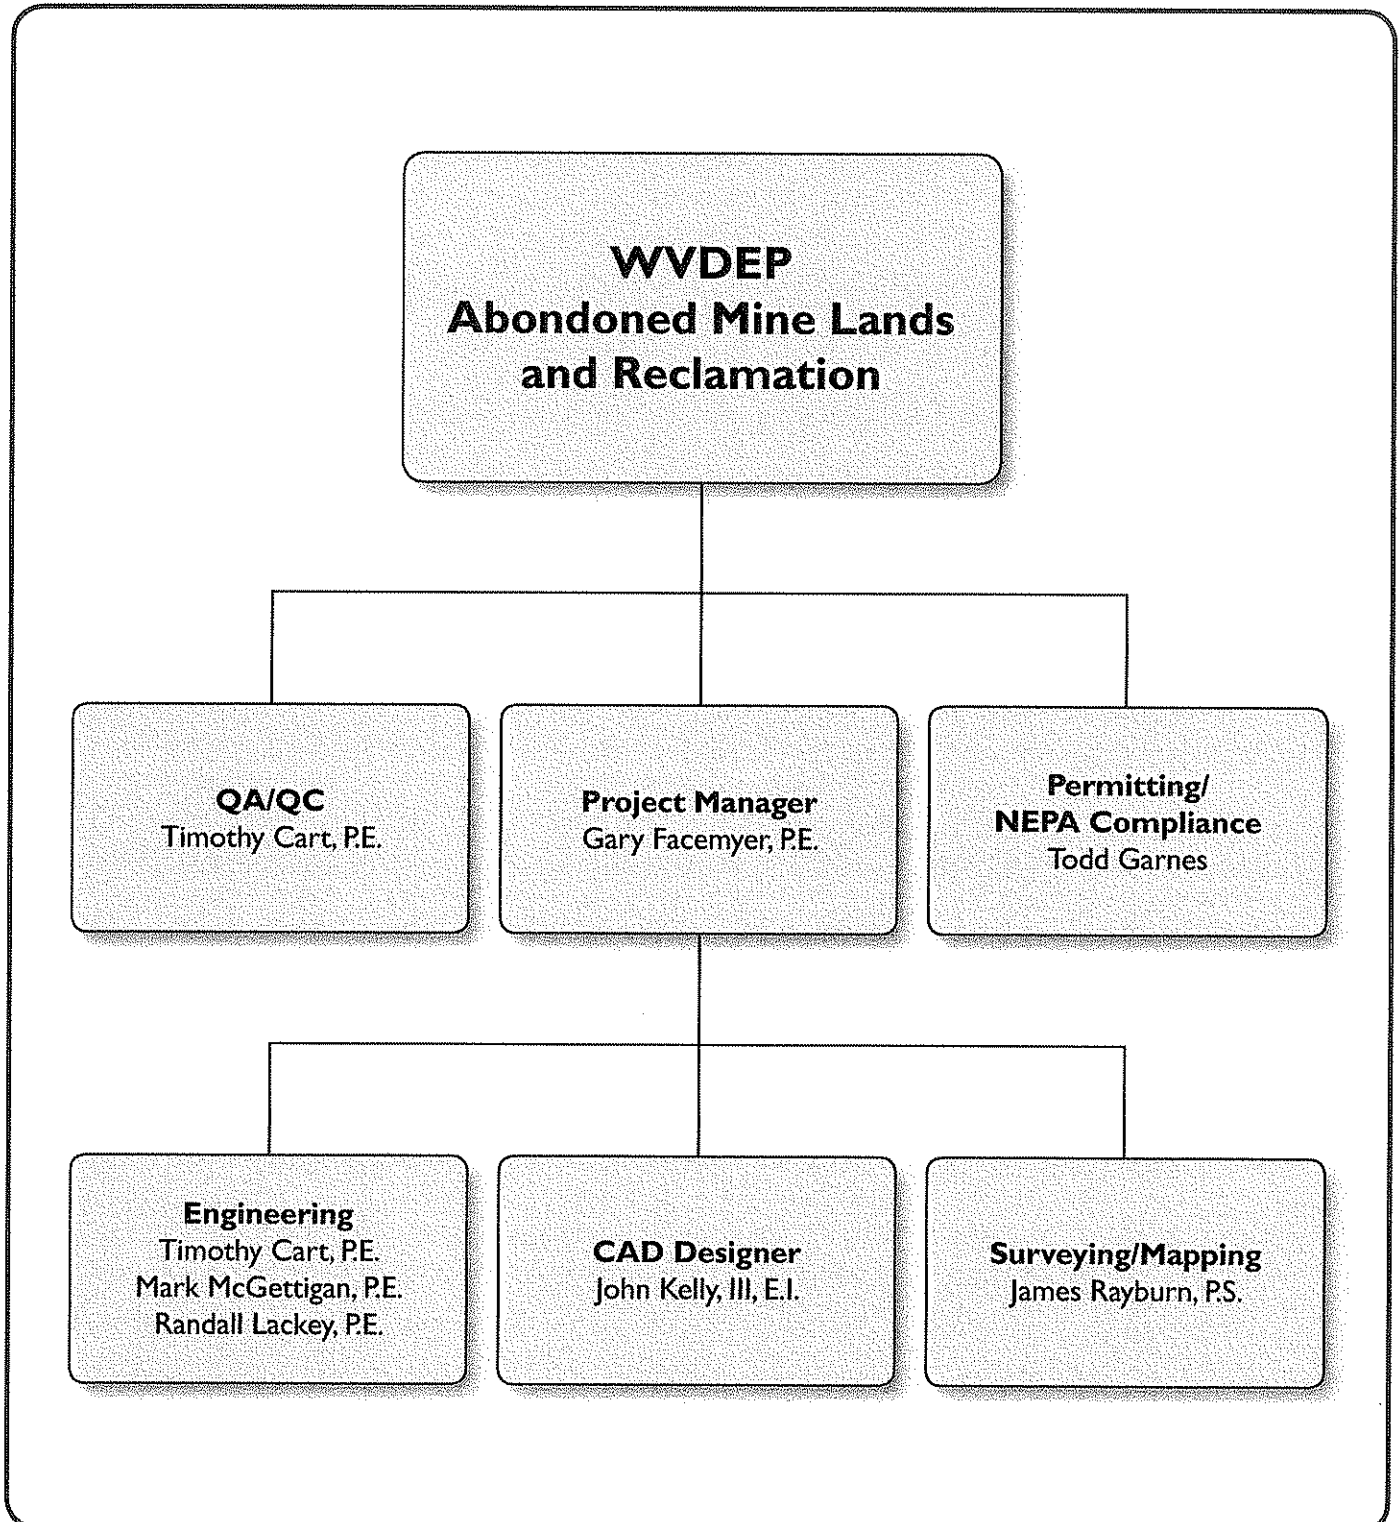 WVDEP
Abondoned Mine Lands
and Reclamation
QA/QC
Timothy Cart, P.E.
Project Manager
Gary Facemyer, P.E.
Permitting/
NEPA Compliance
Todd Garnes
Engineering
Timothy Cart, P.E.
Mark McGettigan, P.E.
Randall Lackey, P.E.
CAD Designer
John Kelly, III, E.I.
Surveying/Mapping
James Rayburn, P.S.